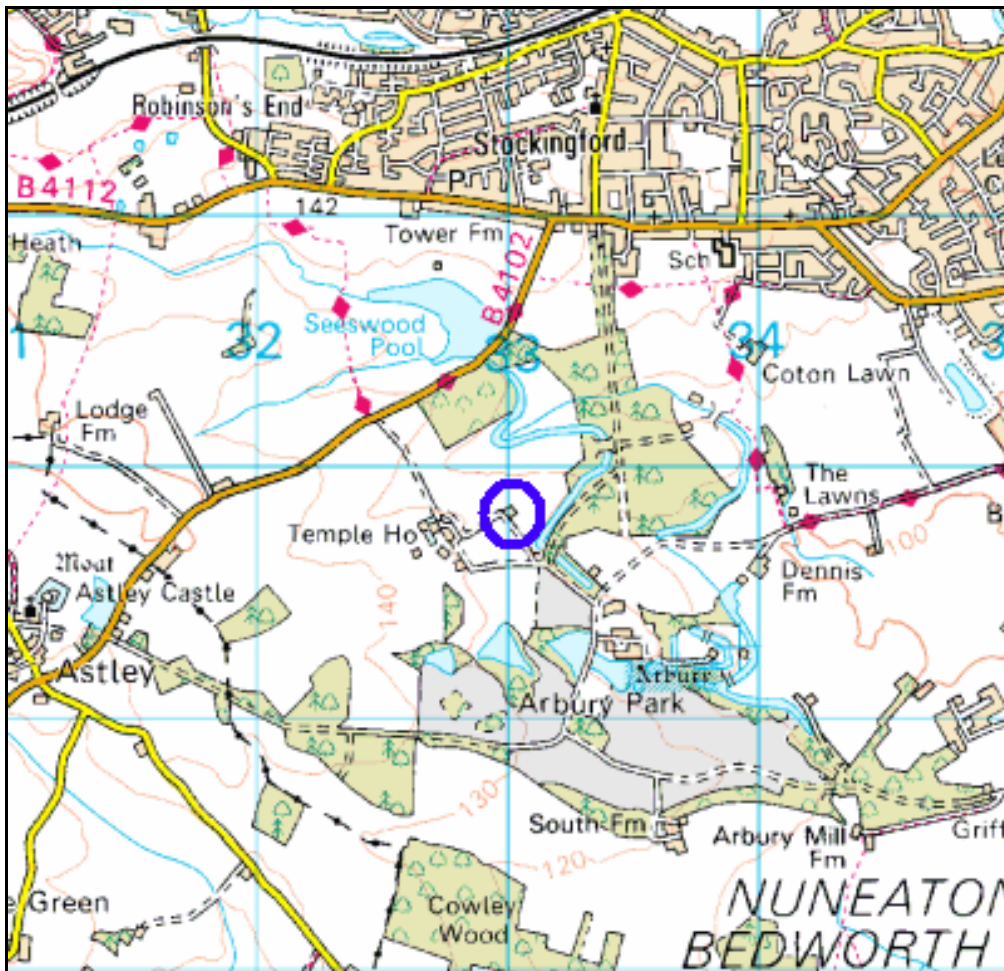 Robinson's End
Stockingford
B4112
P
142
Heath
Tower Fm
Sch
B4102
Seeswood
Pool
32
33
34
Coton Lawn
Lodge
Fm
The
Lawns
Temple Ho
B
100
Moat
Astley Castle
Dennis
Fm
140
Astley
Arbury
Arbury Park
130
South Fm
Arbury Mill
Fm
Griff
120
e Green
Cowley
Wood
NUNEATON
BEDWORTH